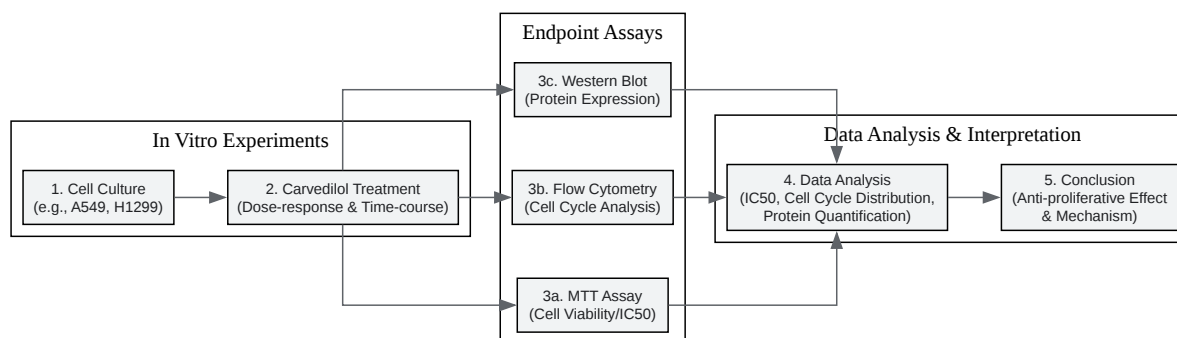 Endpoint Assays
3c. Western Blot
(Protein Expression)
In Vitro Experiments
Data Analysis & Interpretation
1. Cell Culture
(e.g., A549, H1299)
2. Carvedilol Treatment
(Dose-response & Time-course)
3b. Flow Cytometry
(Cell Cycle Analysis)
4. Data Analysis
(IC50, Cell Cycle Distribution,
Protein Quantification)
5. Conclusion
(Anti-proliferative Effect
& Mechanism)
3a. MTT Assay
(Cell Viability/IC50)